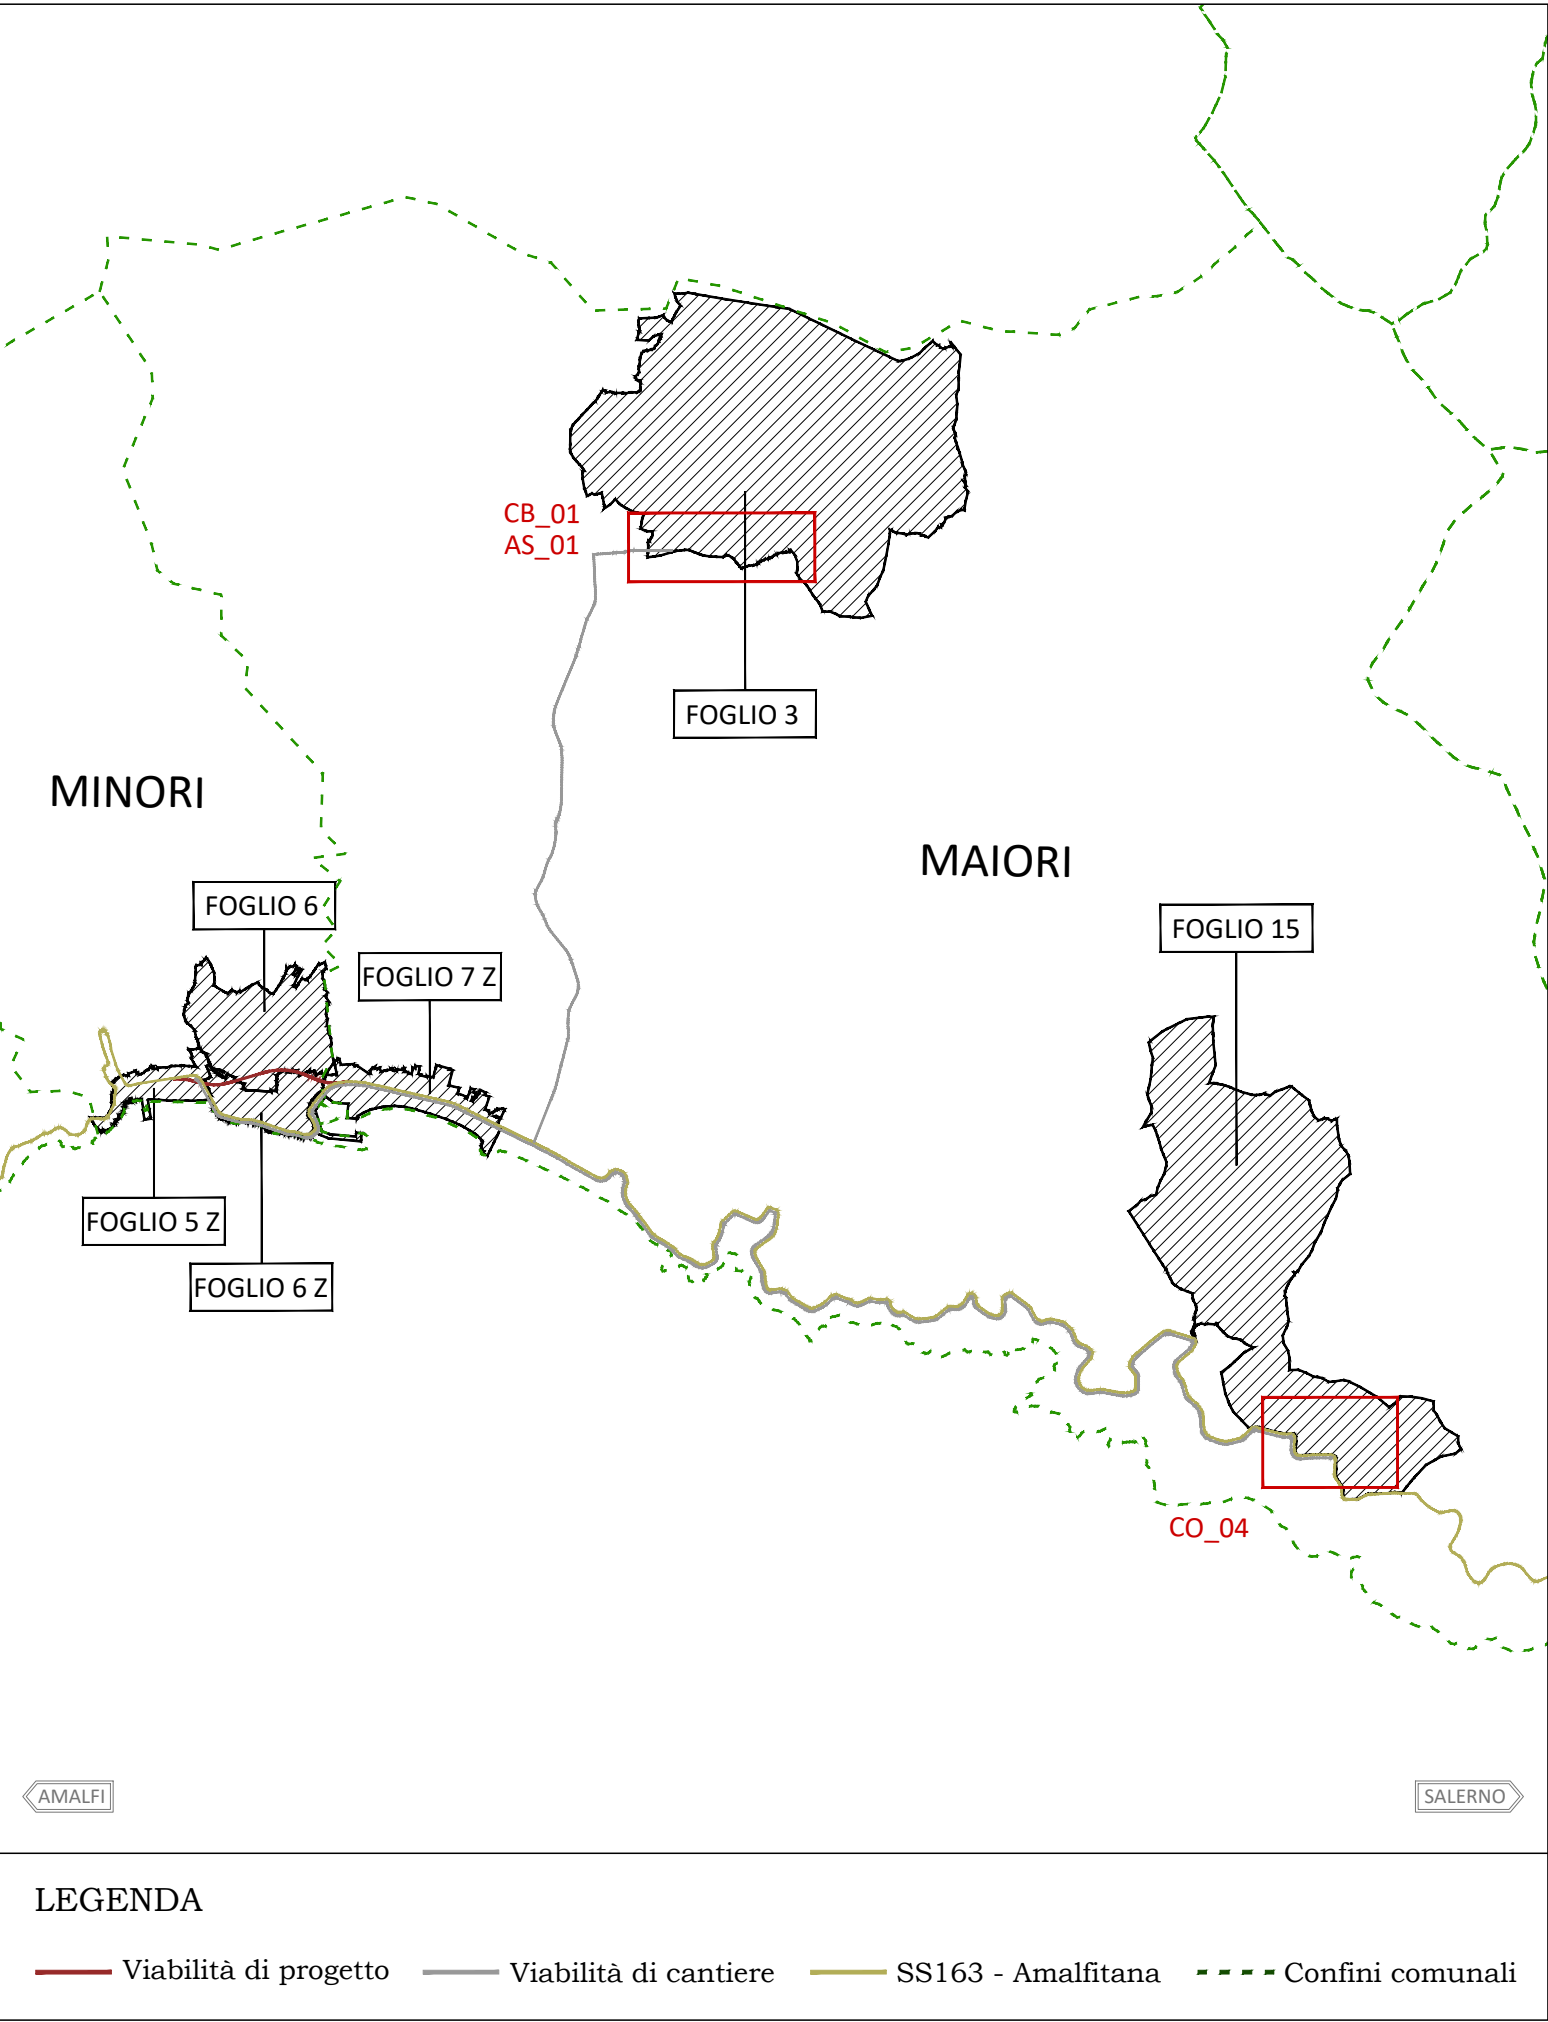 CB_01
AS_01
FOGLIO 3
MINORI
MAIORI
FOGLIO 6
FOGLIO 15
FOGLIO 7 Z
FOGLIO 5 Z
FOGLIO 6 Z
CO_04
AMALFI
SALERNO
LEGENDA
Viabilità di progetto
Viabilità di cantiere
SS163 - Amalfitana
Confini comunali